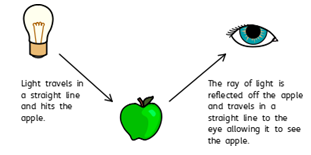 Light travels in
a straight line
and hits the
apple.
The ray of light is
reflected off the apple
and travels in a
straight line to the
eye allowing it to see
the apple.